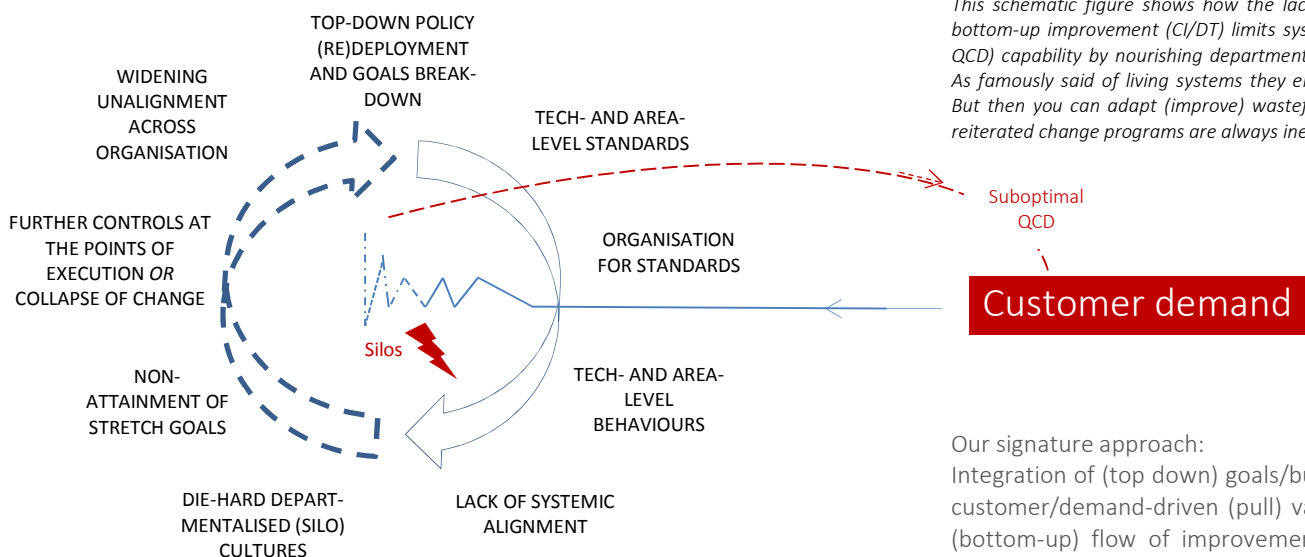 This schematic figure shows how the lac
bottom-up improvement (CI/DT) limits sys
QCD) capability by nourishing department
As famously said of living systems they e
But then you can adapt (improve) wastef
reiterated change programs are always ine
TOP-DOWN POLICY
(RE)DEPLOYMENT
AND GOALS BREAK-
DOWN
WIDENING
UNALIGNMENT
ACROSS
ORGANISATION
TECH- AND AREA-
LEVEL STANDARDS
Suboptimal
QCD
FURTHER CONTROLS AT
THE POINTS OF
EXECUTION OR
COLLAPSE OF CHANGE
ORGANISATION
FOR STANDARDS
Customer demand
Silos
NON-
ATTAINMENT OF
STRETCH GOALS
TECH- AND AREA-
LEVEL
BEHAVIOURS
DIE-HARD DEPART-
MENTALISED (SILO)
CULTURES
LACK OF SYSTEMIC
ALIGNMENT
Our signature approach:
Integration of (top down) goals/bu
customer/demand-driven (pull) va
(bottom-up) flow of improvemen